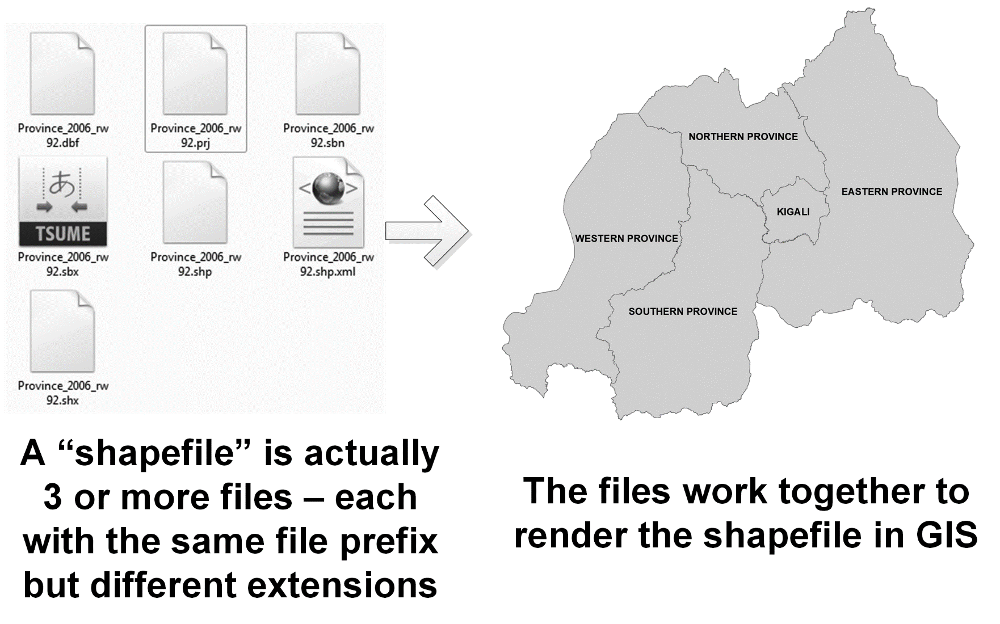 Province_2006_rw
92.dbf
Province_2006_rw
92.prj
Province_2006_rw
92.sbn
あ
TSUME
Province_2006_rw
92.sbx
Province_2006_rw
92.shp
< >
Province_2006_rw
92.shp.xml
Province_2006_rw
92.shx
A “shapefile” is actually
3 or more files – each
with the same file prefix
but different extensions
NORTHERN PROVINCE
EASTERN PROVINCE
KIGALI
WESTERN PROVINCE
SOUTHERN PROVINCE
The files work together to
render the shapefile in GIS